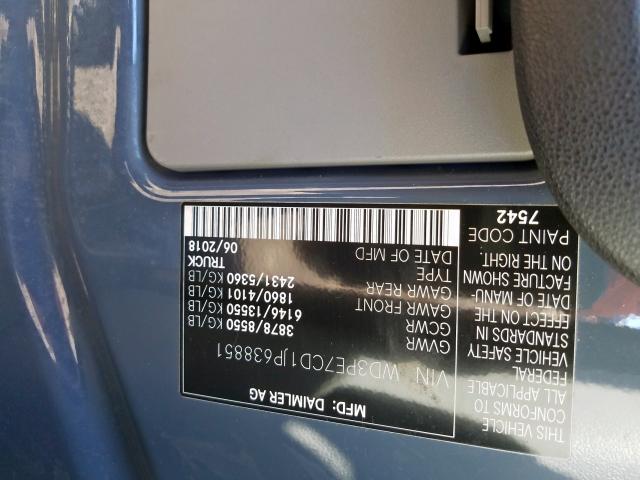 MFD: DAIMLER AG
VIN WD3PE7CD1JP638851
GVWR 3878/8550 KG/LB
GCWR 6146/13550 KG/LB
GAWR FRONT 1860/4101 KG/LB
GAWR REAR 2431/5360 KG/LB
TYPE TRUCK
DATE OF MFD 06/2018
THIS VEHICLE
CONFORMS TO
ALL APPLICABLE
FEDERAL
VEHICLE SAFETY
STANDARDS IN
EFFECT ON THE
DATE OF MANU-
FACTURE SHOWN
ON THE RIGHT.
PAINT CODE
7542